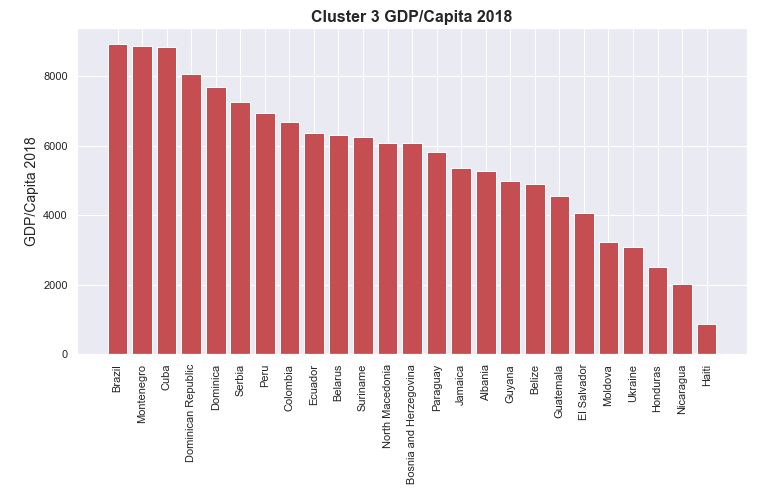 Cluster 3 GDP/Capita 2018
GDP/Capita 2018
8000
6000
4000
2000
0
Brazil
Montenegro
Cuba
Dominican Republic
Dominica
Serbia
Peru
Colombia
Ecuador
Belarus
Suriname
North Macedonia
Bosnia and Herzegovina
Paraguay
Jamaica
Albania
Guyana
Belize
Guatemala
El Salvador
Moldova
Ukraine
Honduras
Nicaragua
Haiti